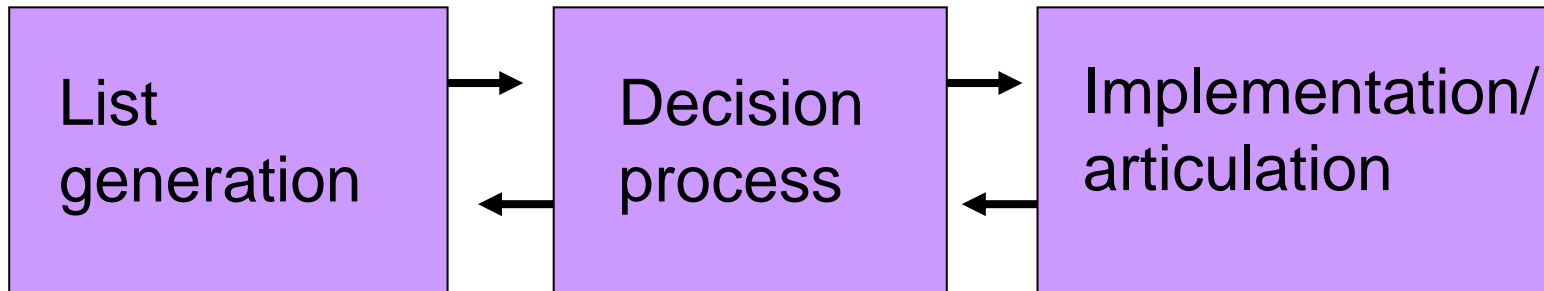 List
generation
Decision
process
Implementation/
articulation